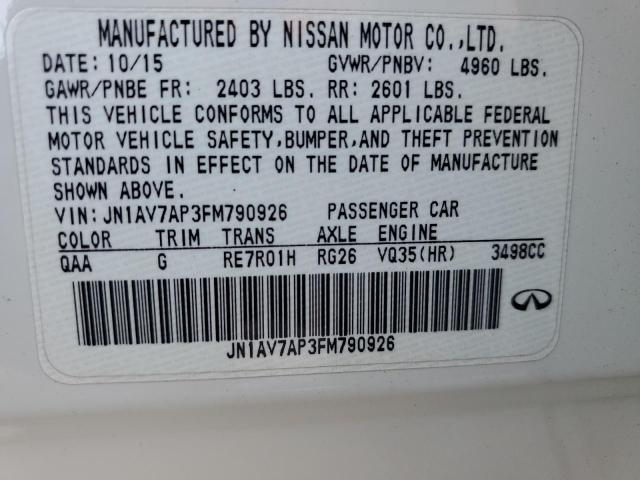 MANUFACTURED BY NISSAN MOTOR CO.,LTD.
DATE: 10/15 GVWR/PNBV: 4960 LBS.
GAWR/PNBE FR: 2403 LBS. RR: 2601 LBS.
THIS VEHICLE CONFORMS TO ALL APPLICABLE FEDERAL
MOTOR VEHICLE SAFETY,BUMPER,AND THEFT PREVENTION
STANDARDS IN EFFECT ON THE DATE OF MANUFACTURE
SHOWN ABOVE.
VIN:JN1AV7AP3FM790926 PASSENGER CAR
COLOR TRIM TRANS AXLE ENGINE
QAA G RE7R01H RG26 VQ35(HR) 3498CC
JN1AV7AP3FM790926